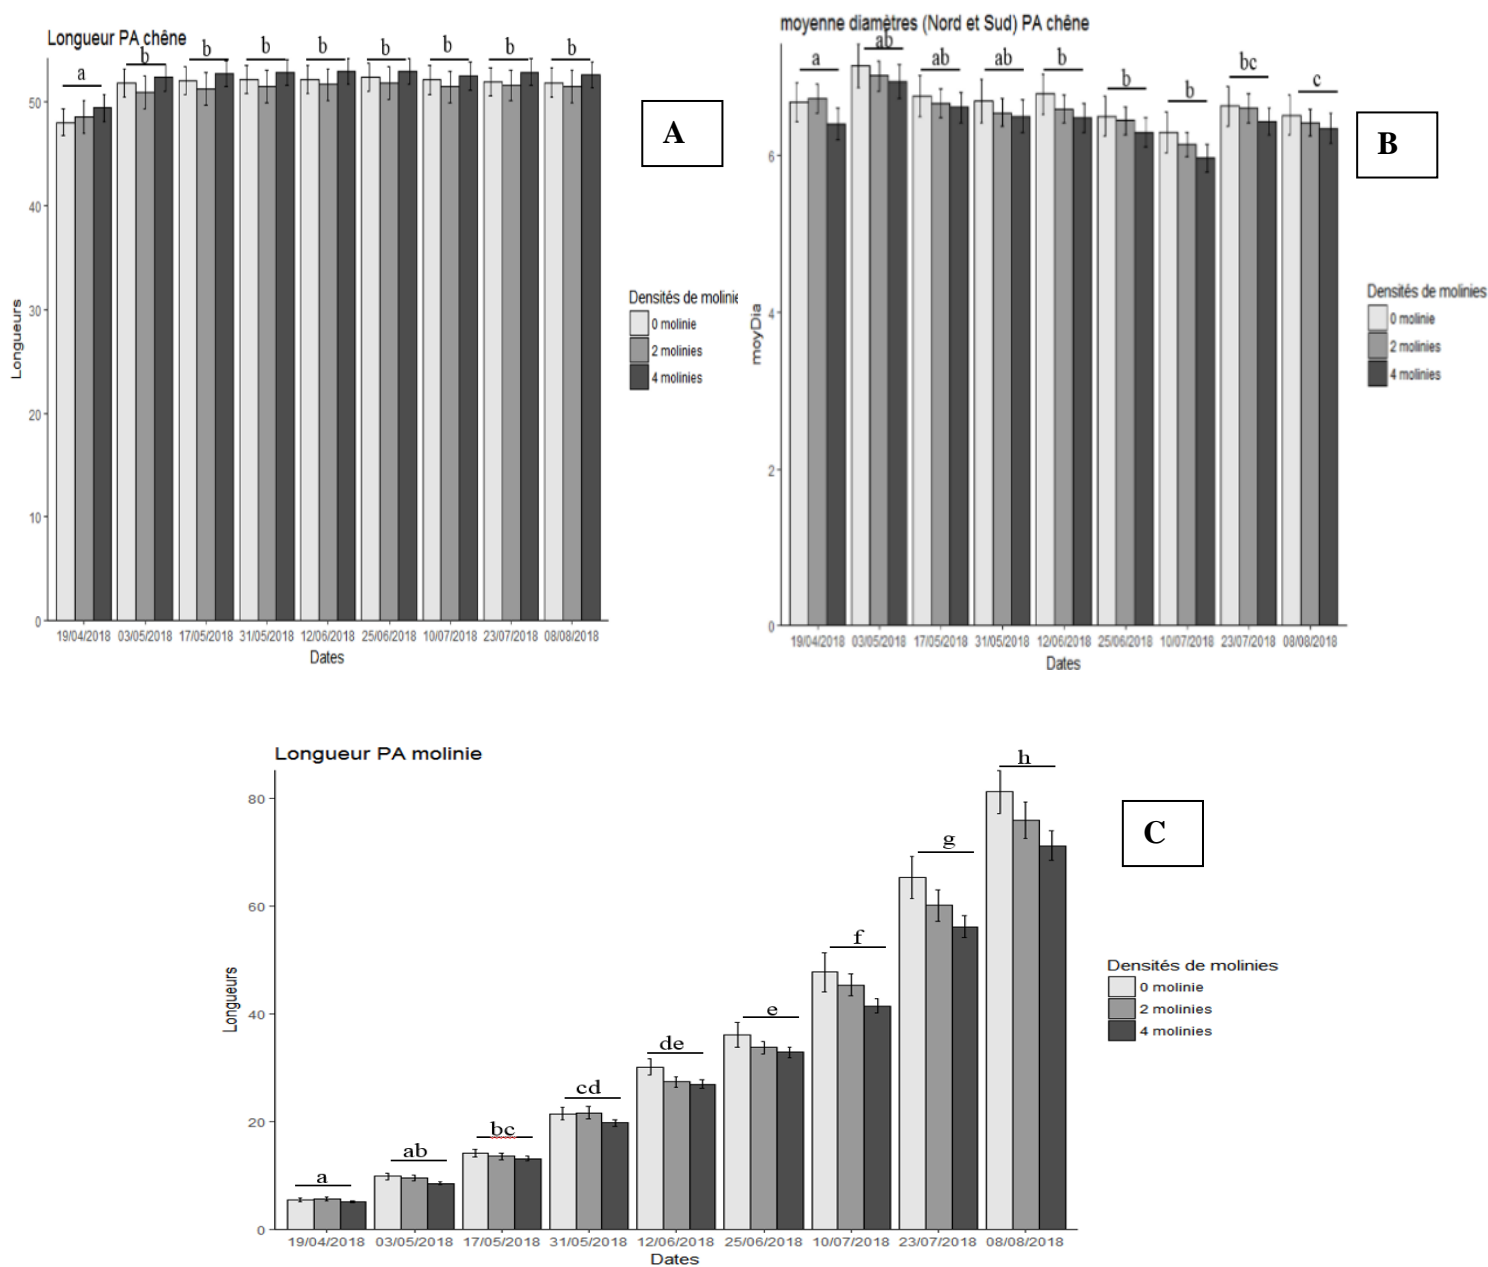 Longueur PA chêne
a
b
b
b
b
b
b
b
b
A
50
40
30
20
10
0
Longueurs
19/04/2018 03/05/2018 17/05/2018 31/05/2018 12/06/2018 25/06/2018 10/07/2018 23/07/2018 08/08/2018
Dates
Densités de molinie
0 molinie
2 molinies
4 molinies
moyenne diamètres (Nord et Sud) PA chêne
a
ab
ab
ab
b
b
b
bc
c
B
6
4
2
0
moyDia
19/04/2018 03/05/2018 17/05/2018 31/05/2018 12/06/2018 25/06/2018 10/07/2018 23/07/2018 08/08/2018
Dates
Densités de molinies
0 molinie
2 molinies
4 molinies
Longueur PA molinie
a
ab
bc
cd
de
e
f
g
h
C
80
60
40
20
0
Longueurs
19/04/2018 03/05/2018 17/05/2018 31/05/2018 12/06/2018 25/06/2018 10/07/2018 23/07/2018 08/08/2018
Dates
Densités de molinies
0 molinie
2 molinies
4 molinies